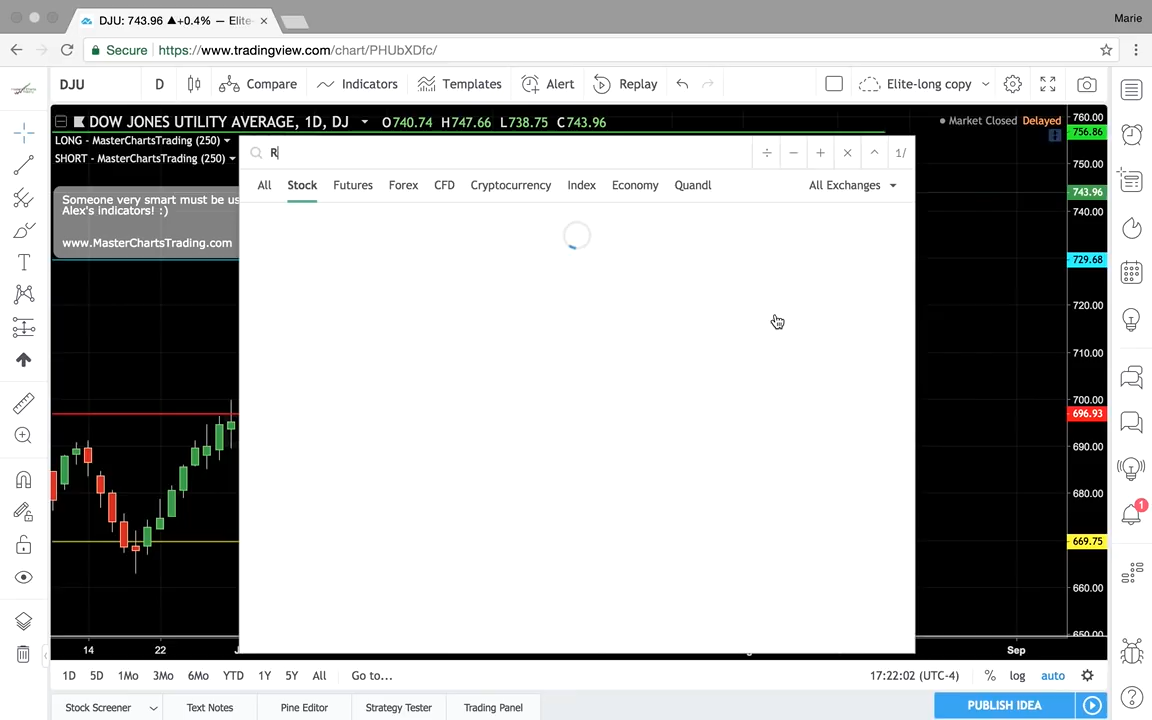 DJU: 743.96 ▲+0.4% — Elite-
Marie
Secure https://www.tradingview.com/chart/PHUbXDfc/
DJU D Compare Indicators Templates Alert Replay Elite-long copy
DOW JONES UTILITY AVERAGE, 1D, DJ O740.74 H747.66 L738.75 C743.96
Market Closed Delayed
LONG - MasterChartsTrading (250)
SHORT - MasterChartsTrading (250)
Someone very smart must be us
Alex's indicators! :)
www.MasterChartsTrading.com
R
÷ − + × 1/
All Stock Futures Forex CFD Cryptocurrency Index Economy Quandl All Exchanges
760.00
756.86
750.00
743.96
740.00
729.68
720.00
710.00
700.00
696.93
690.00
680.00
669.75
660.00
650.00
14 22 Sep
1D 5D 1Mo 3Mo 6Mo YTD 1Y 5Y All Go to... 17:22:02 (UTC-4) % log auto
Stock Screener Text Notes Pine Editor Strategy Tester Trading Panel PUBLISH IDEA
1